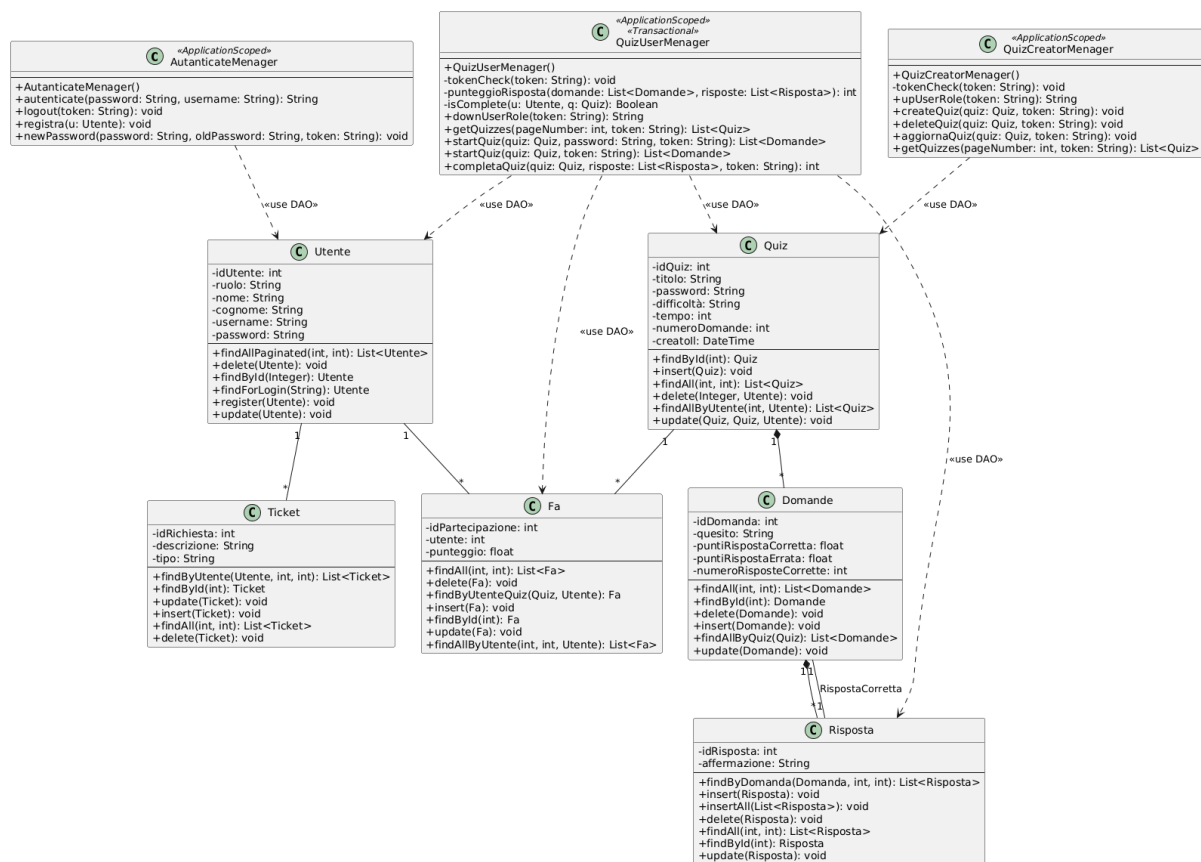 «ApplicationScoped»
C AutanticateMenager
+AutanticateMenager()
+autenticate(password: String, username: String): String
+logout(token: String): void
+registra(u: Utente): void
+newPassword(password: String, oldPassword: String, token: String): void
«ApplicationScoped»
«Transactional»
C QuizUserMenager
+QuizUserMenager()
-tokenCheck(token: String): void
-punteggioRisposta(domande: List<Domande>, risposte: List<Risposta>): int
-isComplete(u: Utente, q: Quiz): Boolean
+downUserRole(token: String): String
+getQuizzes(pageNumber: int, token: String): List<Quiz>
+startQuiz(quiz: Quiz, password: String, token: String): List<Domande>
+startQuiz(quiz: Quiz, token: String): List<Domande>
+completaQuiz(quiz: Quiz, risposte: List<Risposta>, token: String): int
«ApplicationScoped»
C QuizCreatorMenager
+QuizCreatorMenager()
-tokenCheck(token: String): void
+upUserRole(token: String): String
+createQuiz(quiz: Quiz, token: String): void
+deleteQuiz(quiz: Quiz, token: String): void
+aggiornaQuiz(quiz: Quiz, token: String): void
+getQuizzes(pageNumber: int, token: String): List<Quiz>
«use DAO»
«use DAO»
«use DAO»
«use DAO»
C Utente
-idUtente: int
-ruolo: String
-nome: String
-cognome: String
-username: String
-password: String
+findAllPaginated(int, int): List<Utente>
+delete(Utente): void
+findById(Integer): Utente
+findForLogin(String): Utente
+register(Utente): void
+update(Utente): void
«use DAO»
C Quiz
-idQuiz: int
-titolo: String
-password: String
-difficoltà: String
-tempo: int
-numeroDomande: int
-creatoIl: DateTime
+findById(int): Quiz
+insert(Quiz): void
+findAll(int, int): List<Quiz>
+delete(Integer, Utente): void
+findAllByUtente(int, Utente): List<Quiz>
+update(Quiz, Quiz, Utente): void
«use DAO»
1
1
1
1
*
*
*
*
C Ticket
-idRichiesta: int
-descrizione: String
-tipo: String
+findByUtente(Utente, int, int): List<Ticket>
+findById(int): Ticket
+update(Ticket): void
+insert(Ticket): void
+findAll(int, int): List<Ticket>
+delete(Ticket): void
C Fa
-idPartecipazione: int
-utente: int
-punteggio: float
+findAll(int, int): List<Fa>
+delete(Fa): void
+findByUtenteQuiz(Quiz, Utente): Fa
+insert(Fa): void
+findById(int): Fa
+update(Fa): void
+findAllByUtente(int, int, Utente): List<Fa>
C Domande
-idDomanda: int
-quesito: String
-puntiRispostaCorretta: float
-puntiRispostaErrata: float
-numeroRisposteCorrette: int
+findAll(int, int): List<Domande>
+findById(int): Domande
+delete(Domande): void
+insert(Domande): void
+findAllByQuiz(Quiz): List<Domande>
+update(Domande): void
1 1
RispostaCorretta
* 1
C Risposta
-idRisposta: int
-affermazione: String
+findByDomanda(Domanda, int, int): List<Risposta>
+insert(Risposta): void
+insertAll(List<Risposta>): void
+delete(Risposta): void
+findAll(int, int): List<Risposta>
+findById(int): Risposta
+update(Risposta): void